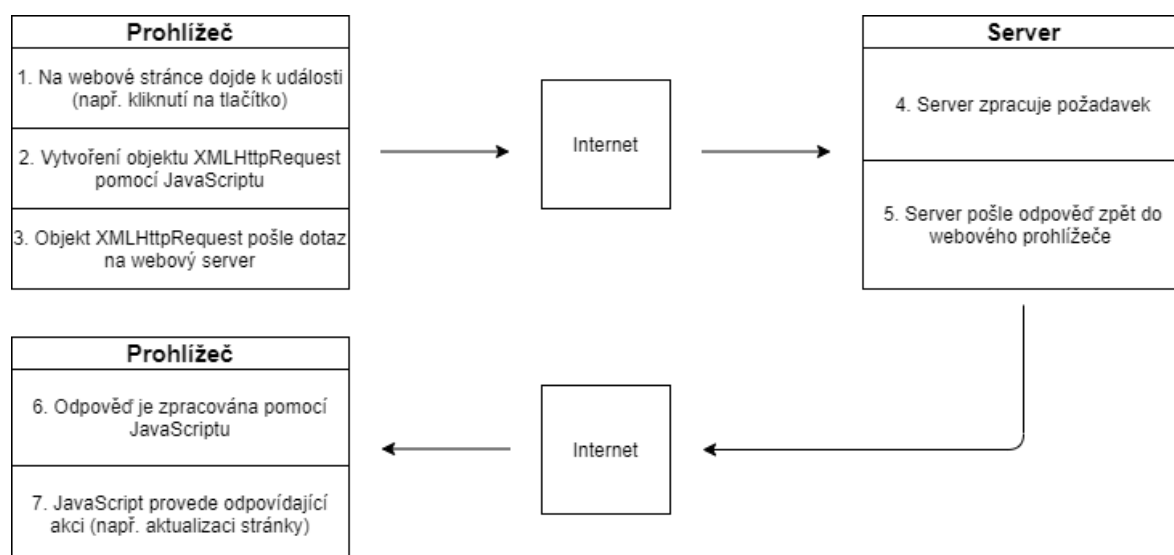 Prohlížeč
1. Na webové stránce dojde k události
(např. kliknutí na tlačítko)
2. Vytvoření objektu XMLHttpRequest
pomocí JavaScriptu
3. Objekt XMLHttpRequest pošle dotaz
na webový server
Internet
Server
4. Server zpracuje požadavek
5. Server pošle odpověď zpět do
webového prohlížeče
Prohlížeč
6. Odpověď je zpracována pomocí
JavaScriptu
7. JavaScript provede odpovídající
akci (např. aktualizaci stránky)
Internet